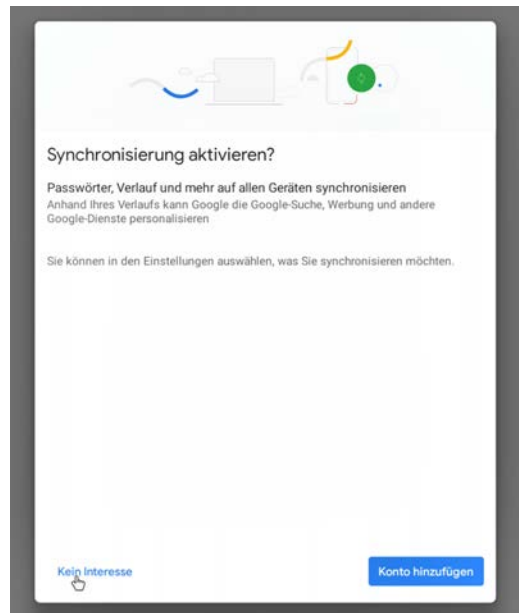 Synchronisierung aktivieren?
Passwörter, Verlauf und mehr auf allen Geräten synchronisieren
Anhand Ihres Verlaufs kann Google die Google-Suche, Werbung und andere
Google-Dienste personalisieren
Sie können in den Einstellungen auswählen, was Sie synchronisieren möchten.
Kein Interesse
Konto hinzufügen